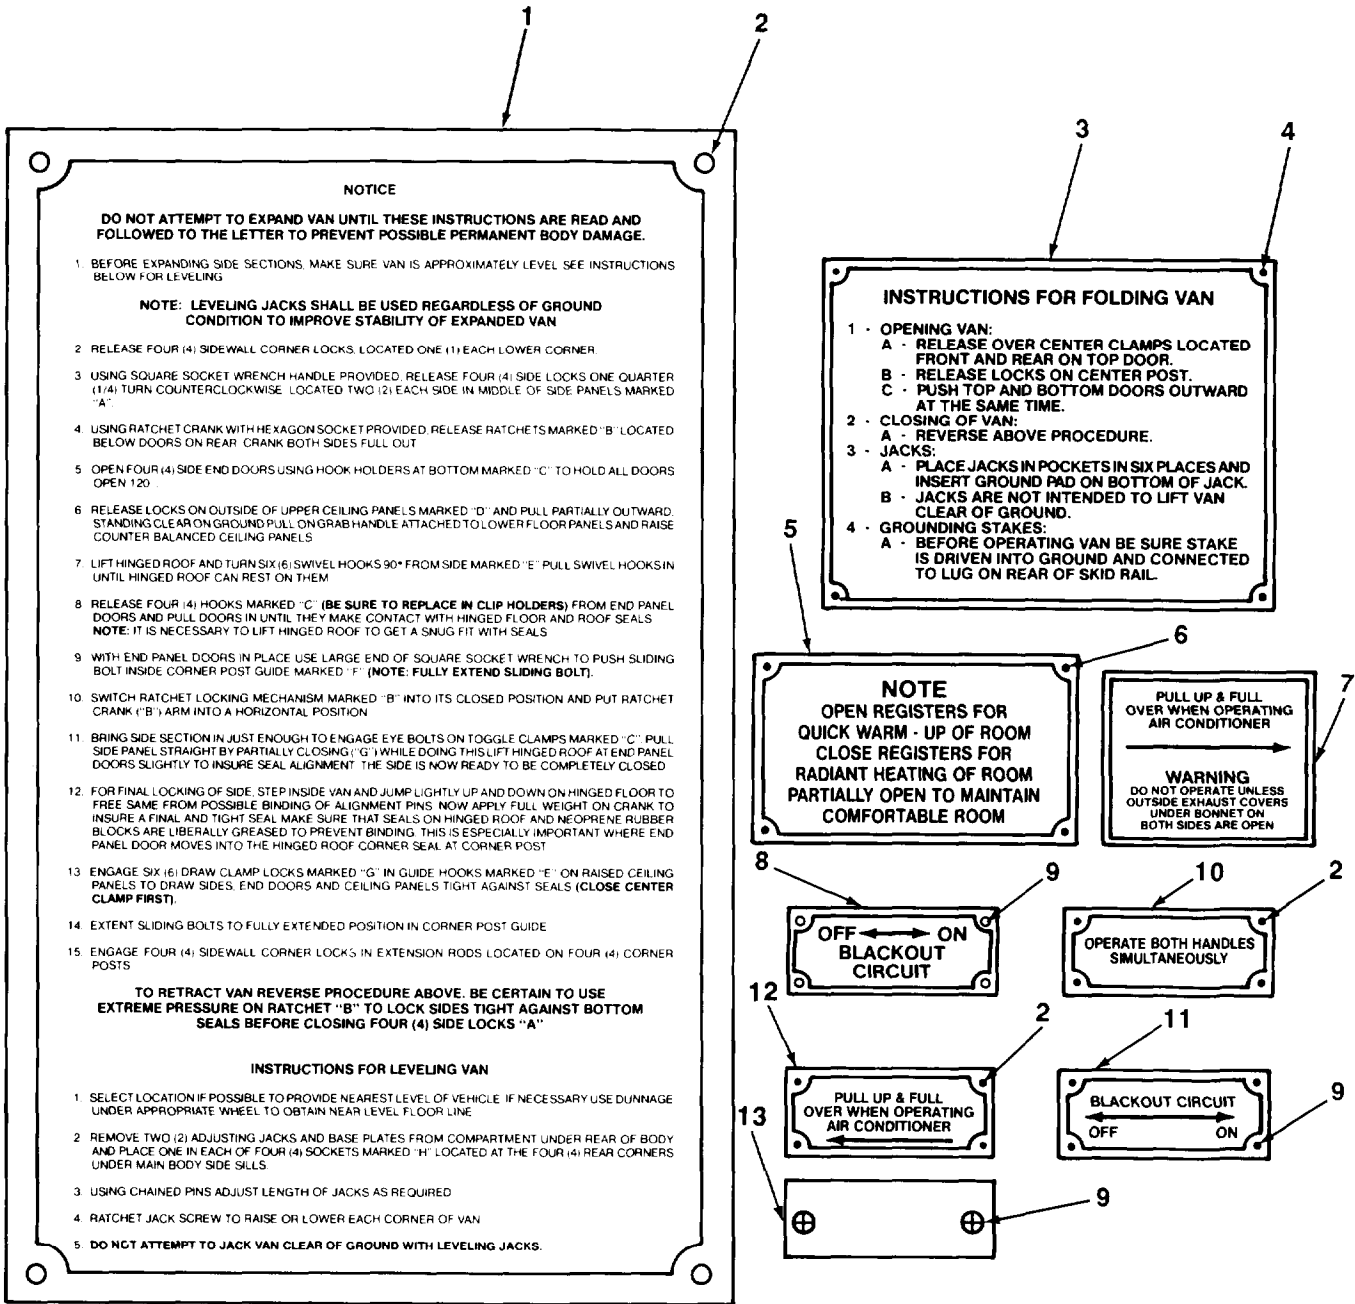 1
2
NOTICE
DO NOT ATTEMPT TO EXPAND VAN UNTIL THESE INSTRUCTIONS ARE READ AND
FOLLOWED TO THE LETTER TO PREVENT POSSIBLE PERMANENT BODY DAMAGE.
1. BEFORE EXPANDING SIDE SECTIONS, MAKE SURE VAN IS APPROXIMATELY LEVEL SEE INSTRUCTIONS
BELOW FOR LEVELING
NOTE: LEVELING JACKS SHALL BE USED REGARDLESS OF GROUND
CONDITION TO IMPROVE STABILITY OF EXPANDED VAN
2 RELEASE FOUR (4) SIDEWALL CORNER LOCKS, LOCATED ONE (1) EACH LOWER CORNER.
3 USING SQUARE SOCKET WRENCH HANDLE PROVIDED, RELEASE FOUR (4) SIDE LOCKS ONE QUARTER
(1/4) TURN COUNTERCLOCKWISE LOCATED TWO (2) EACH SIDE IN MIDDLE OF SIDE PANELS MARKED
"A".
4. USING RATCHET CRANK WITH HEXAGON SOCKET PROVIDED, RELEASE RATCHETS MARKED "B" LOCATED
BELOW DOORS ON REAR CRANK BOTH SIDES FULL OUT
5 OPEN FOUR (4) SIDE END DOORS USING HOOK HOLDERS AT BOTTOM MARKED "C" TO HOLD ALL DOORS
OPEN 120
6 RELEASE LOCKS ON OUTSIDE OF UPPER CEILING PANELS MARKED "D" AND PULL PARTIALLY OUTWARD.
STANDING CLEAR ON GROUND PULL ON GRAB HANDLE ATTACHED TO LOWER FLOOR PANELS AND RAISE
COUNTER BALANCED CEILING PANELS
7. LIFT HINGED ROOF AND TURN SIX (6) SWIVEL HOOKS 90° FROM SIDE MARKED "E" PULL SWIVEL HOOKS IN
UNTIL HINGED ROOF CAN REST ON THEM
8 RELEASE FOUR (4) HOOKS MARKED "C" (BE SURE TO REPLACE IN CLIP HOLDERS) FROM END PANEL
DOORS AND PULL DOORS IN UNTIL THEY MAKE CONTACT WITH HINGED FLOOR AND ROOF SEALS
NOTE: IT IS NECESSARY TO LIFT HINGED ROOF TO GET A SNUG FIT WITH SEALS
9 WITH END PANEL DOORS IN PLACE USE LARGE END OF SQUARE SOCKET WRENCH TO PUSH SLIDING
BOLT INSIDE CORNER POST GUIDE MARKED "F" (NOTE: FULLY EXTEND SLIDING BOLT).
10. SWITCH RATCHET LOCKING MECHANISM MARKED "B" INTO ITS CLOSED POSITION AND PUT RATCHET
CRANK ("B") ARM INTO A HORIZONTAL POSITION
11. BRING SIDE SECTION IN JUST ENOUGH TO ENGAGE EYE BOLTS ON TOGGLE CLAMPS MARKED "C" PULL
SIDE PANEL STRAIGHT BY PARTIALLY CLOSING ("G") WHILE DOING THIS LIFT HINGED ROOF AT END PANEL
DOORS SLIGHTLY TO INSURE SEAL ALIGNMENT THE SIDE IS NOW READY TO BE COMPLETELY CLOSED
12. FOR FINAL LOCKING OF SIDE, STEP INSIDE VAN AND JUMP LIGHTLY UP AND DOWN ON HINGED FLOOR TO
FREE SAME FROM POSSIBLE BINDING OF ALIGNMENT PINS NOW APPLY FULL WEIGHT ON CRANK TO
INSURE A FINAL AND TIGHT SEAL MAKE SURE THAT SEALS ON HINGED ROOF AND NEOPRENE RUBBER
BLOCKS ARE LIBERALLY GREASED TO PREVENT BINDING. THIS IS ESPECIALLY IMPORTANT WHERE END
PANEL DOOR MOVES INTO THE HINGED ROOF CORNER SEAL AT CORNER POST
13 ENGAGE SIX (6) DRAW CLAMP LOCKS MARKED "G" IN GUIDE HOOKS MARKED "E" ON RAISED CEILING
PANELS TO DRAW SIDES, END DOORS AND CEILING PANELS TIGHT AGAINST SEALS (CLOSE CENTER
CLAMP FIRST).
14. EXTENT SLIDING BOLTS TO FULLY EXTENDED POSITION IN CORNER POST GUIDE
15. ENGAGE FOUR (4) SIDEWALL CORNER LOCKS IN EXTENSION RODS LOCATED ON FOUR (4) CORNER
POSTS
TO RETRACT VAN REVERSE PROCEDURE ABOVE. BE CERTAIN TO USE
EXTREME PRESSURE ON RATCHET "B" TO LOCK SIDES TIGHT AGAINST BOTTOM
SEALS BEFORE CLOSING FOUR (4) SIDE LOCKS "A"
INSTRUCTIONS FOR LEVELING VAN
1. SELECT LOCATION IF POSSIBLE TO PROVIDE NEAREST LEVEL OF VEHICLE. IF NECESSARY USE DUNNAGE
UNDER APPROPRIATE WHEEL TO OBTAIN NEAR LEVEL FLOOR LINE
2 REMOVE TWO (2) ADJUSTING JACKS AND BASE PLATES FROM COMPARTMENT UNDER REAR OF BODY
AND PLACE ONE IN EACH OF FOUR (4) SOCKETS MARKED "H" LOCATED AT THE FOUR (4) REAR CORNERS
UNDER MAIN BODY SIDE SILLS.
3. USING CHAINED PINS ADJUST LENGTH OF JACKS AS REQUIRED
4. RATCHET JACK SCREW TO RAISE OR LOWER EACH CORNER OF VAN
5. DO NOT ATTEMPT TO JACK VAN CLEAR OF GROUND WITH LEVELING JACKS.
3
4
INSTRUCTIONS FOR FOLDING VAN
1 - OPENING VAN:
A - RELEASE OVER CENTER CLAMPS LOCATED
FRONT AND REAR ON TOP DOOR.
B - RELEASE LOCKS ON CENTER POST.
C - PUSH TOP AND BOTTOM DOORS OUTWARD
AT THE SAME TIME.
2 - CLOSING OF VAN:
A - REVERSE ABOVE PROCEDURE.
3 - JACKS:
A - PLACE JACKS IN POCKETS IN SIX PLACES AND
INSERT GROUND PAD ON BOTTOM OF JACK.
B - JACKS ARE NOT INTENDED TO LIFT VAN
CLEAR OF GROUND.
4 - GROUNDING STAKES:
A - BEFORE OPERATING VAN BE SURE STAKE
IS DRIVEN INTO GROUND AND CONNECTED
TO LUG ON REAR OF SKID RAIL.
5
6
NOTE
OPEN REGISTERS FOR
QUICK WARM - UP OF ROOM
CLOSE REGISTERS FOR
RADIANT HEATING OF ROOM
PARTIALLY OPEN TO MAINTAIN
COMFORTABLE ROOM
7
PULL UP & FULL
OVER WHEN OPERATING
AIR CONDITIONER
WARNING
DO NOT OPERATE UNLESS
OUTSIDE EXHAUST COVERS
UNDER BONNET ON
BOTH SIDES ARE OPEN
8
9
OFF ON
BLACKOUT
CIRCUIT
10
2
OPERATE BOTH HANDLES
SIMULTANEOUSLY
12
2
PULL UP & FULL
OVER WHEN OPERATING
AIR CONDITIONER
11
9
BLACKOUT CIRCUIT
OFF ON
13
9